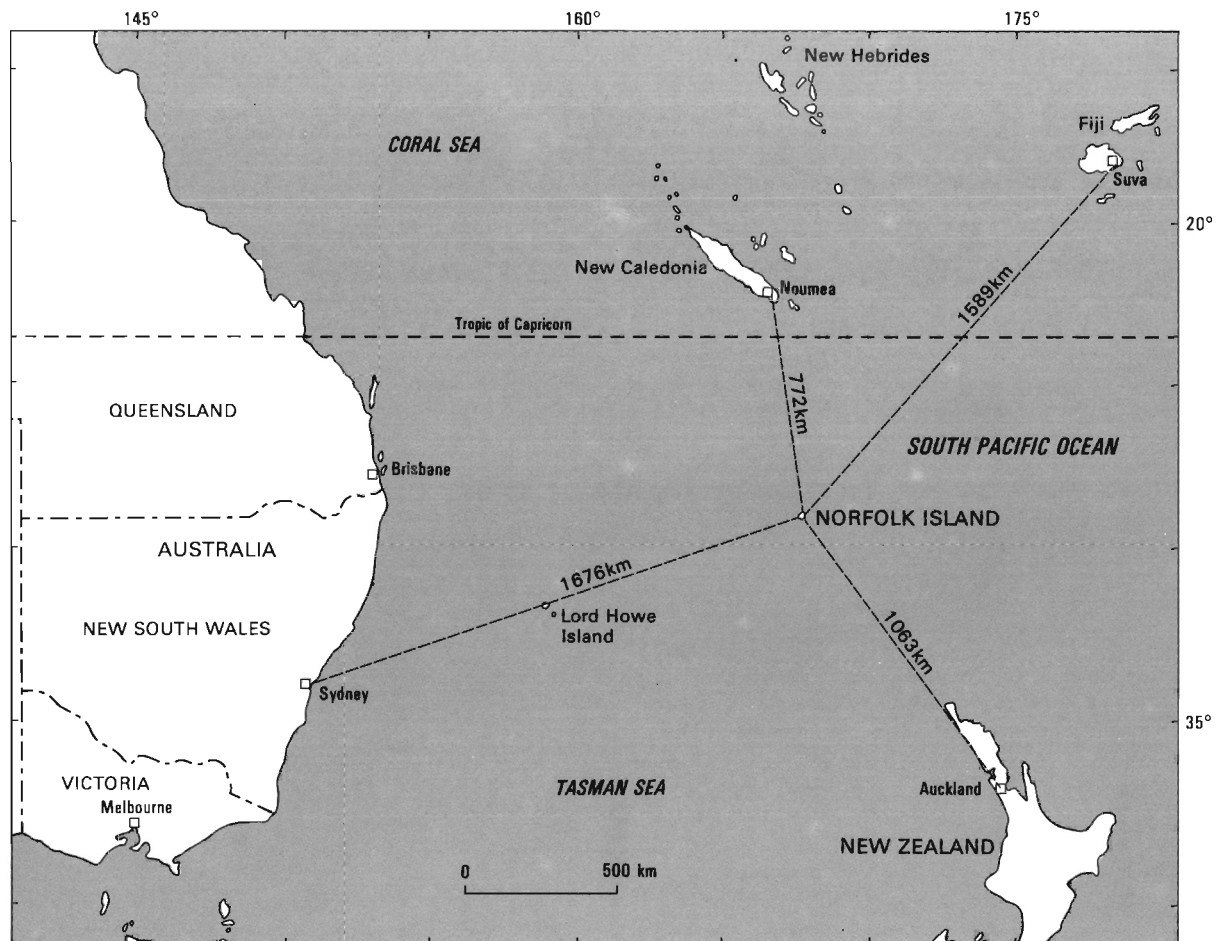 145°
160°
175°
New Hebrides
Fiji
CORAL SEA
Suva
20°
New Caledonia
Noumea
1589km
Tropic of Capricorn
772km
QUEENSLAND
SOUTH PACIFIC OCEAN
Brisbane
NORFOLK ISLAND
AUSTRALIA
1676km
Lord Howe
Island
NEW SOUTH WALES
1063km
Sydney
35°
VICTORIA
Melbourne
TASMAN SEA
Auckland
NEW ZEALAND
0
500 km